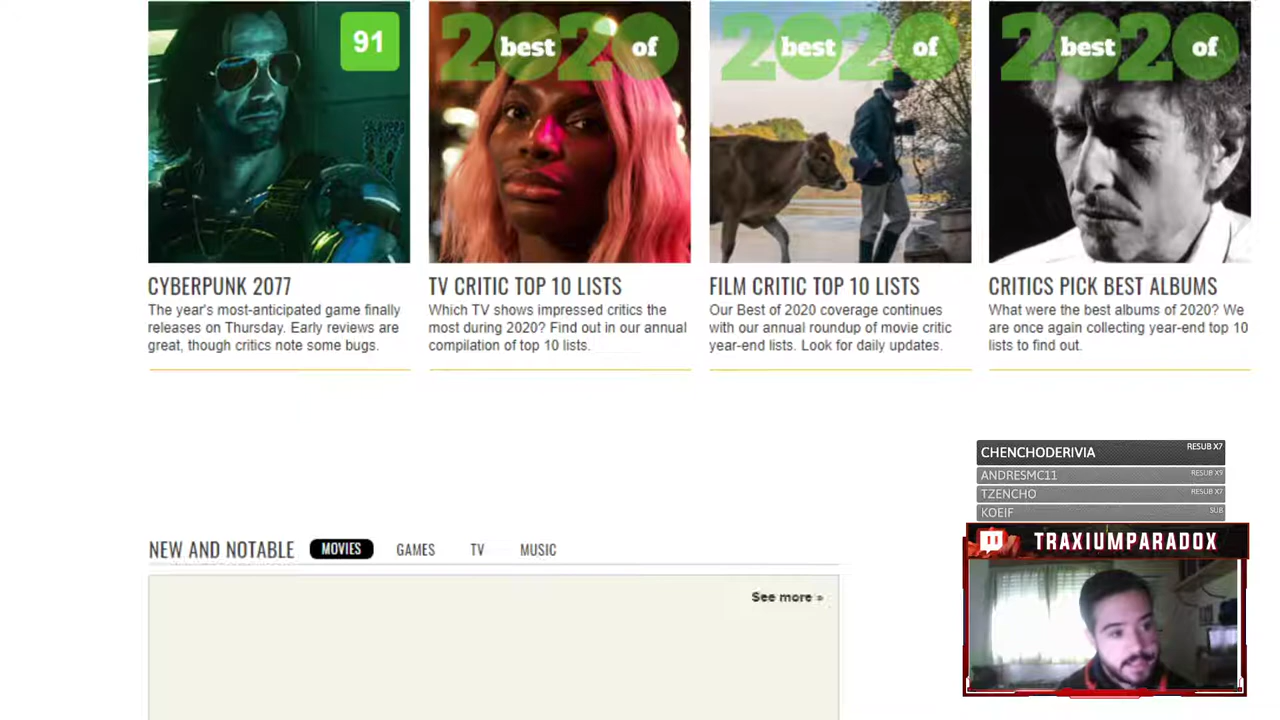 91
2020 best of
2020 best of
2020 best of
CYBERPUNK 2077
The year's most-anticipated game finally
releases on Thursday. Early reviews are
great, though critics note some bugs.
TV CRITIC TOP 10 LISTS
Which TV shows impressed critics the
most during 2020? Find out in our annual
compilation of top 10 lists.
FILM CRITIC TOP 10 LISTS
Our Best of 2020 coverage continues
with our annual roundup of movie critic
year-end lists. Look for daily updates.
CRITICS PICK BEST ALBUMS
What were the best albums of 2020? We
are once again collecting year-end top 10
lists to find out.
CHENCHODERIVIA RESUB X7
ANDRESMC11 RESUB X9
TZENCHO RESUB X7
KOEIF SUB
TRAXIUMPARADOX
NEW AND NOTABLE MOVIES GAMES TV MUSIC
See more »